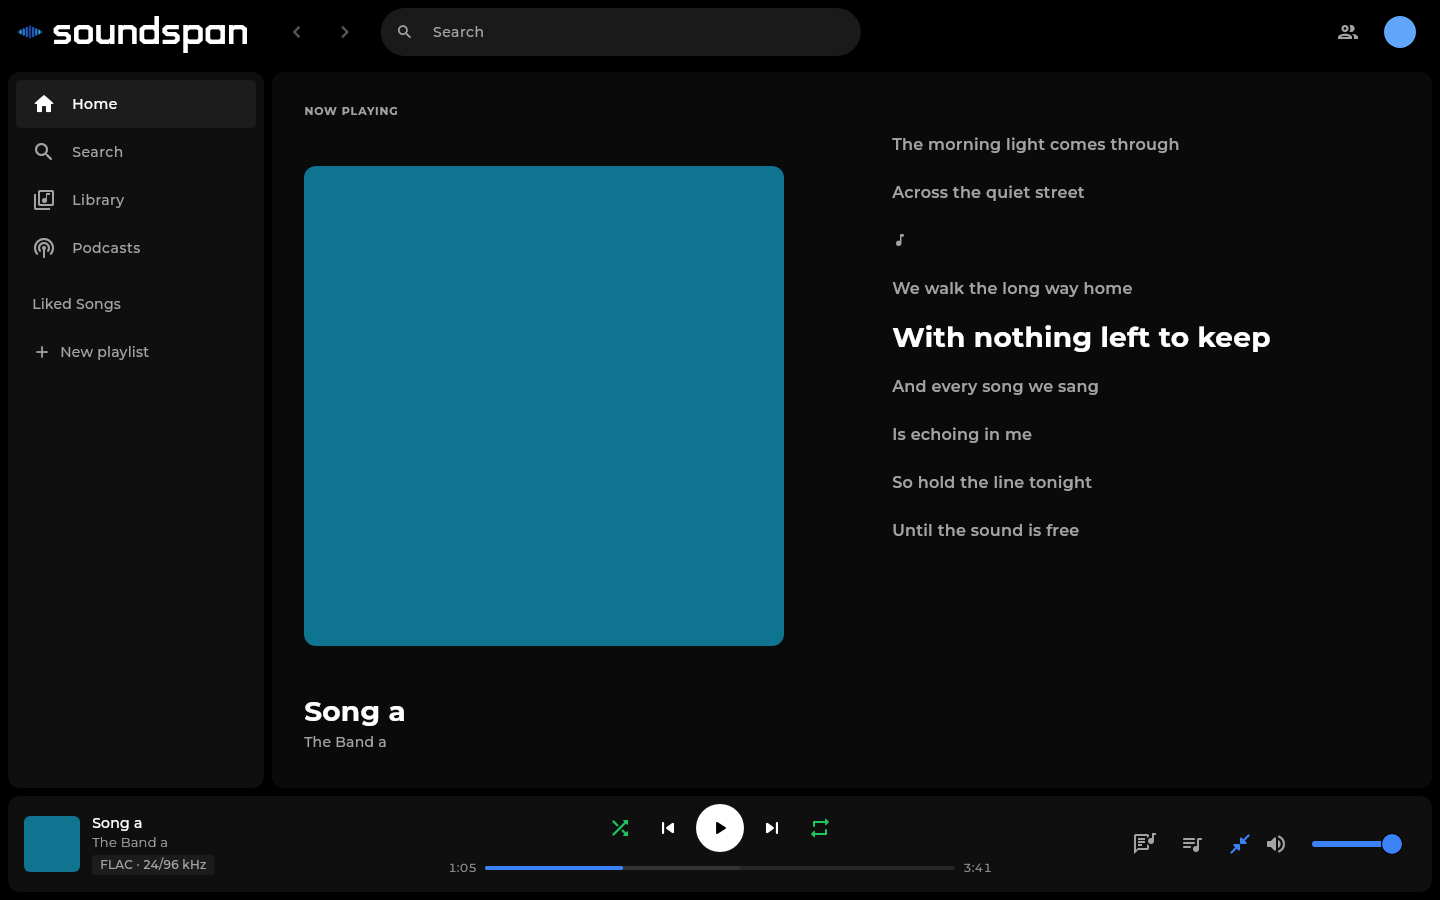 soundspan
Search
Home
Search
Library
Podcasts
Liked Songs
New playlist
NOW PLAYING
Song a
The Band a
The morning light comes through
Across the quiet street
We walk the long way home
With nothing left to keep
And every song we sang
Is echoing in me
So hold the line tonight
Until the sound is free
Song a
The Band a
FLAC · 24/96 kHz
1:05
3:41